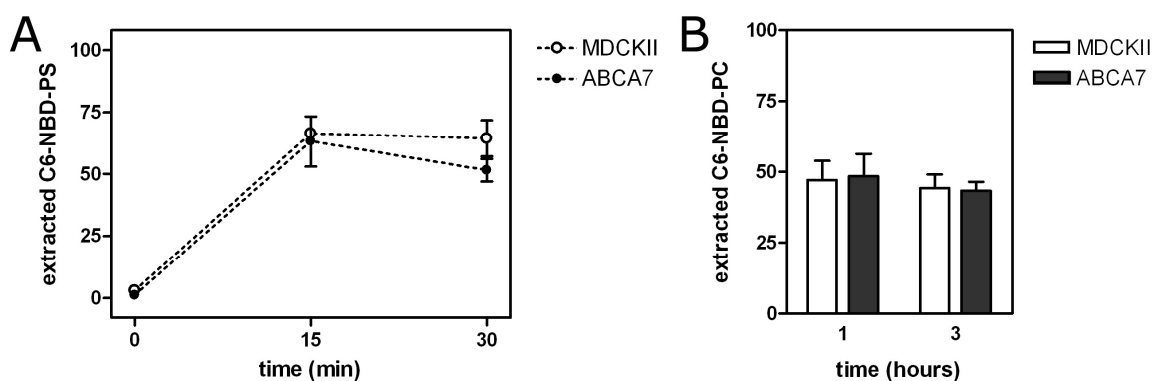 A
extracted C6-NBD-PS
100
75
50
25
0
0 15 30
time (min)
MDCKII
ABCA7
B
extracted C6-NBD-PC
100
75
50
25
0
1 3
time (hours)
MDCKII
ABCA7